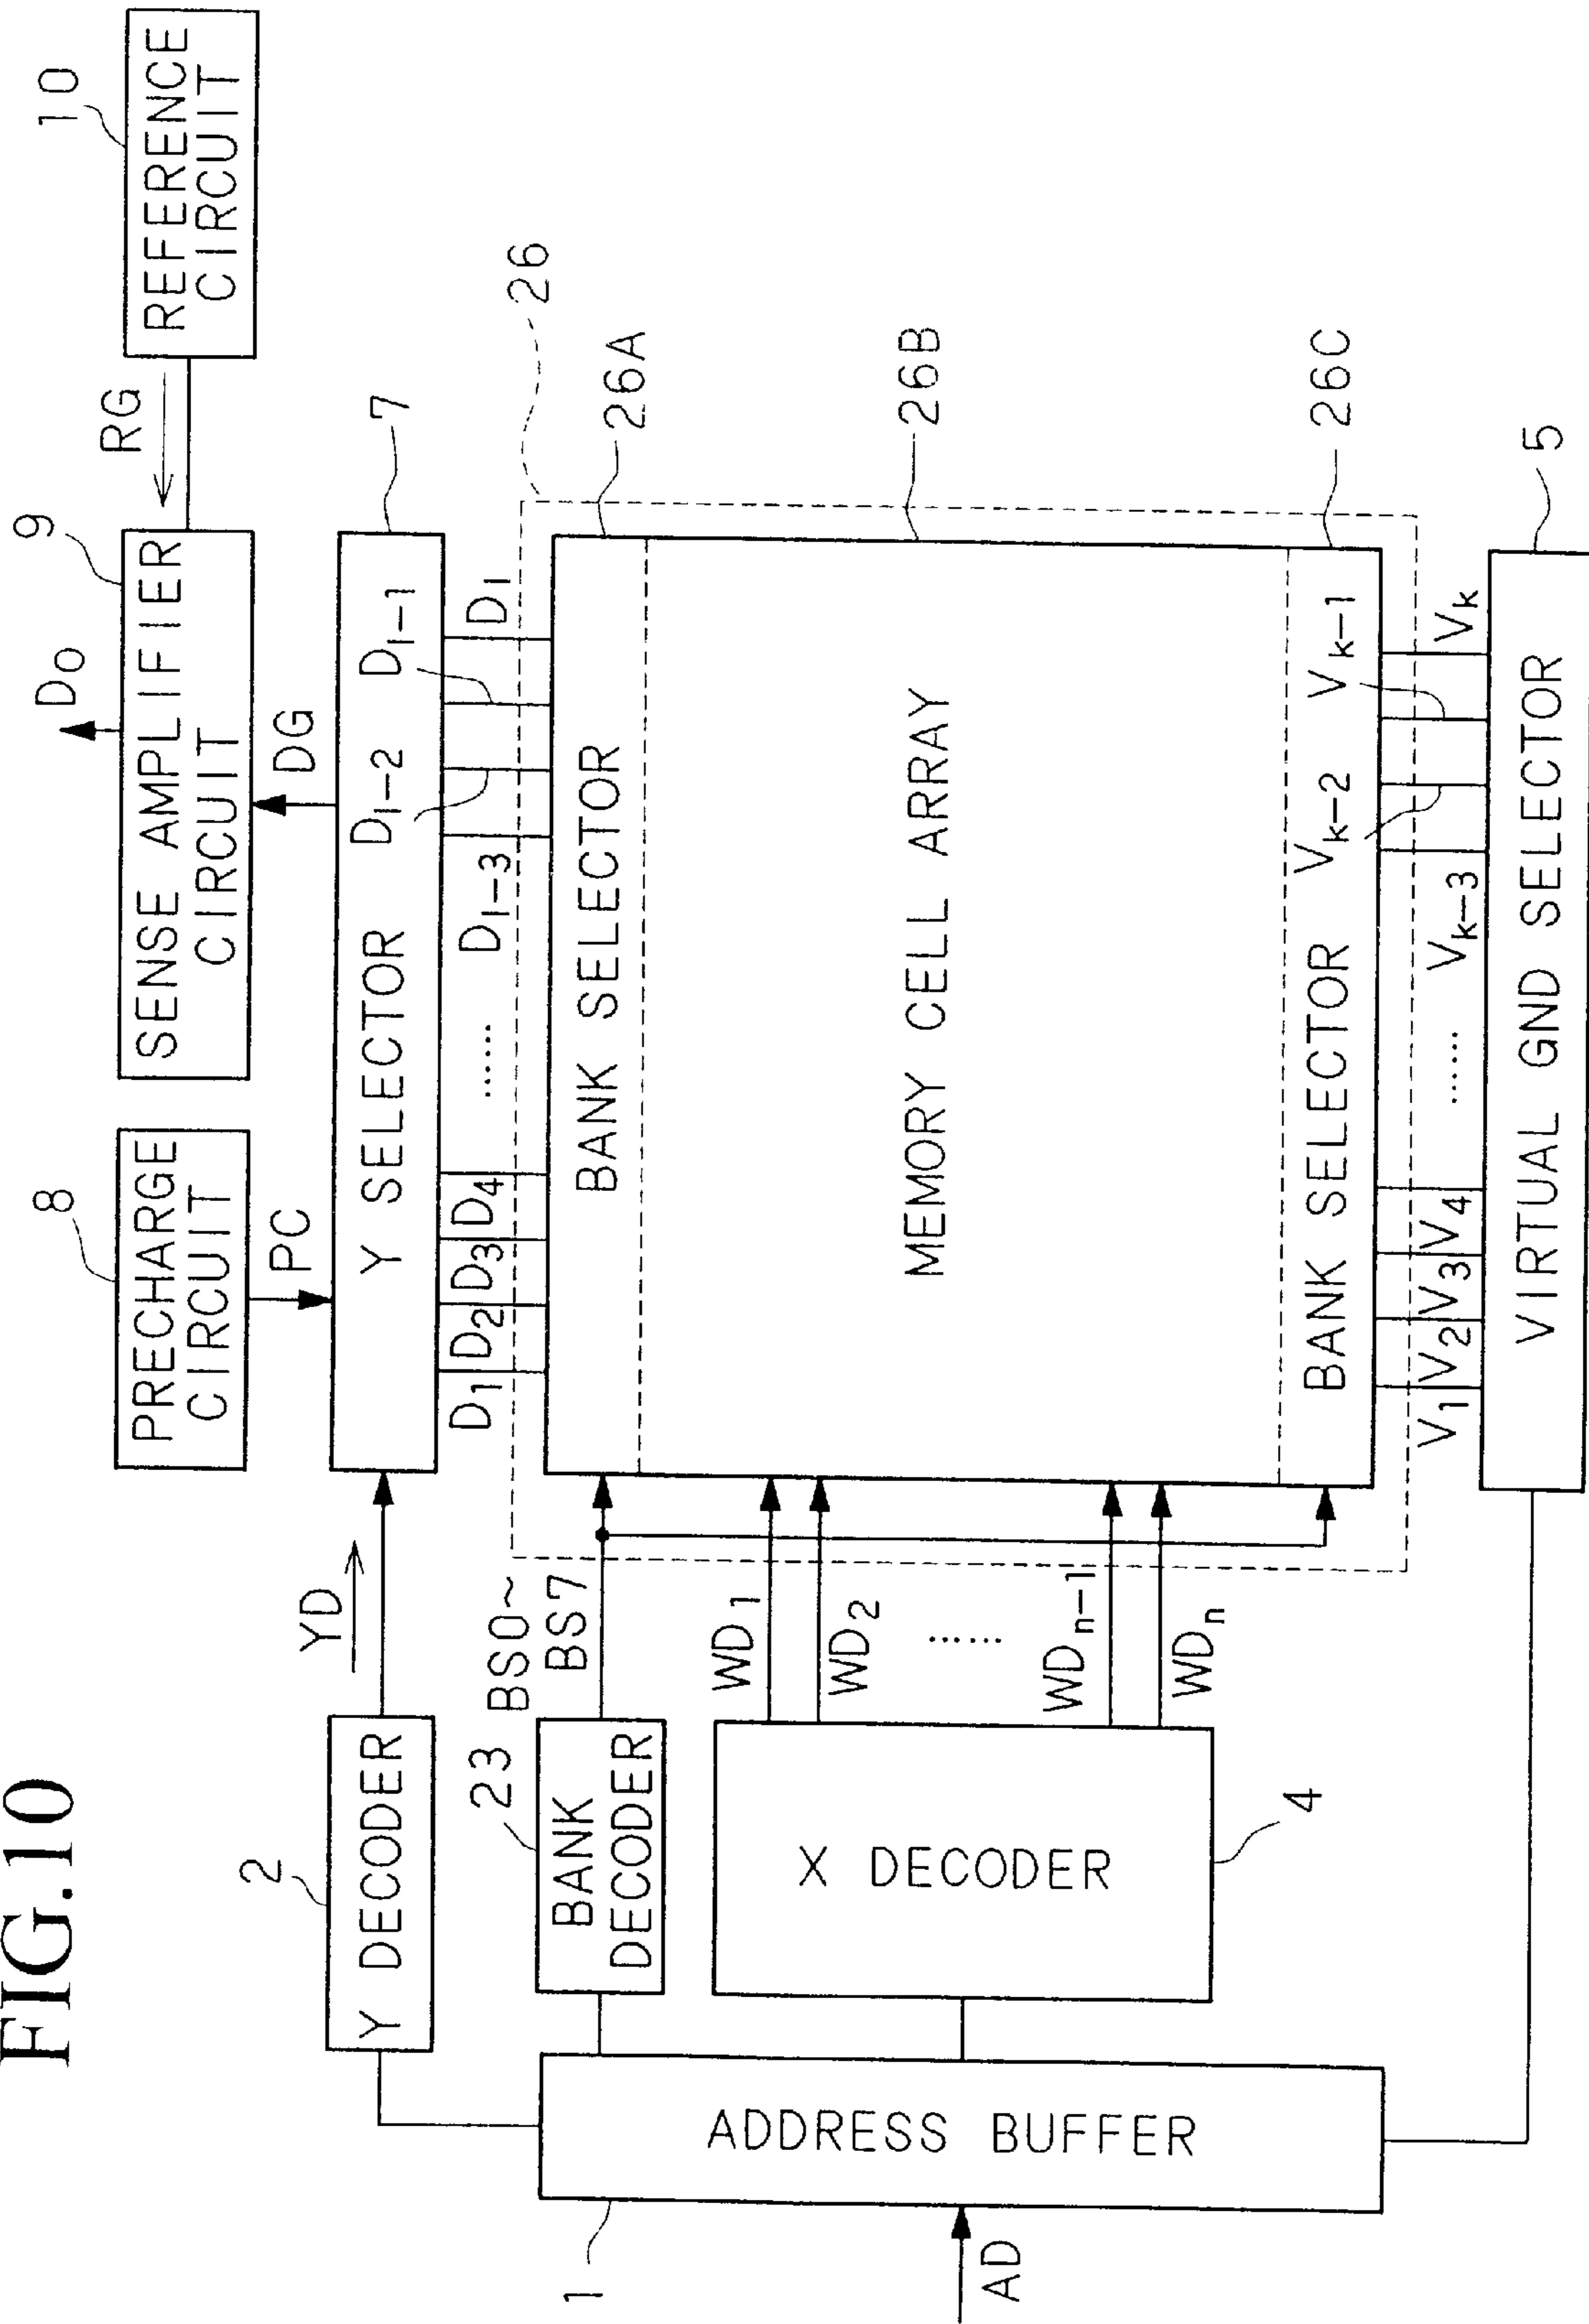 FIG.10
10
REFERENCE
CIRCUIT
RG
9
SENSE AMPLIFIER
CIRCUIT
DO
8
PRECHARGE
CIRCUIT
PC
DG
7
Y SELECTOR
2
Y DECODER
YD
D1
D2
D3
D4
......
Dl-3
Dl-2
Dl-1
Dl
26
26A
BANK SELECTOR
23
BANK
DECODER
BS0~
BS7
26B
MEMORY CELL ARRAY
WD1
WD2
......
WDn-1
WDn
X DECODER
4
26C
BANK SELECTOR
V1
V2
V3
V4
......
Vk-3
Vk-2
Vk-1
Vk
5
VIRTUAL GND SELECTOR
ADDRESS BUFFER
1
AD